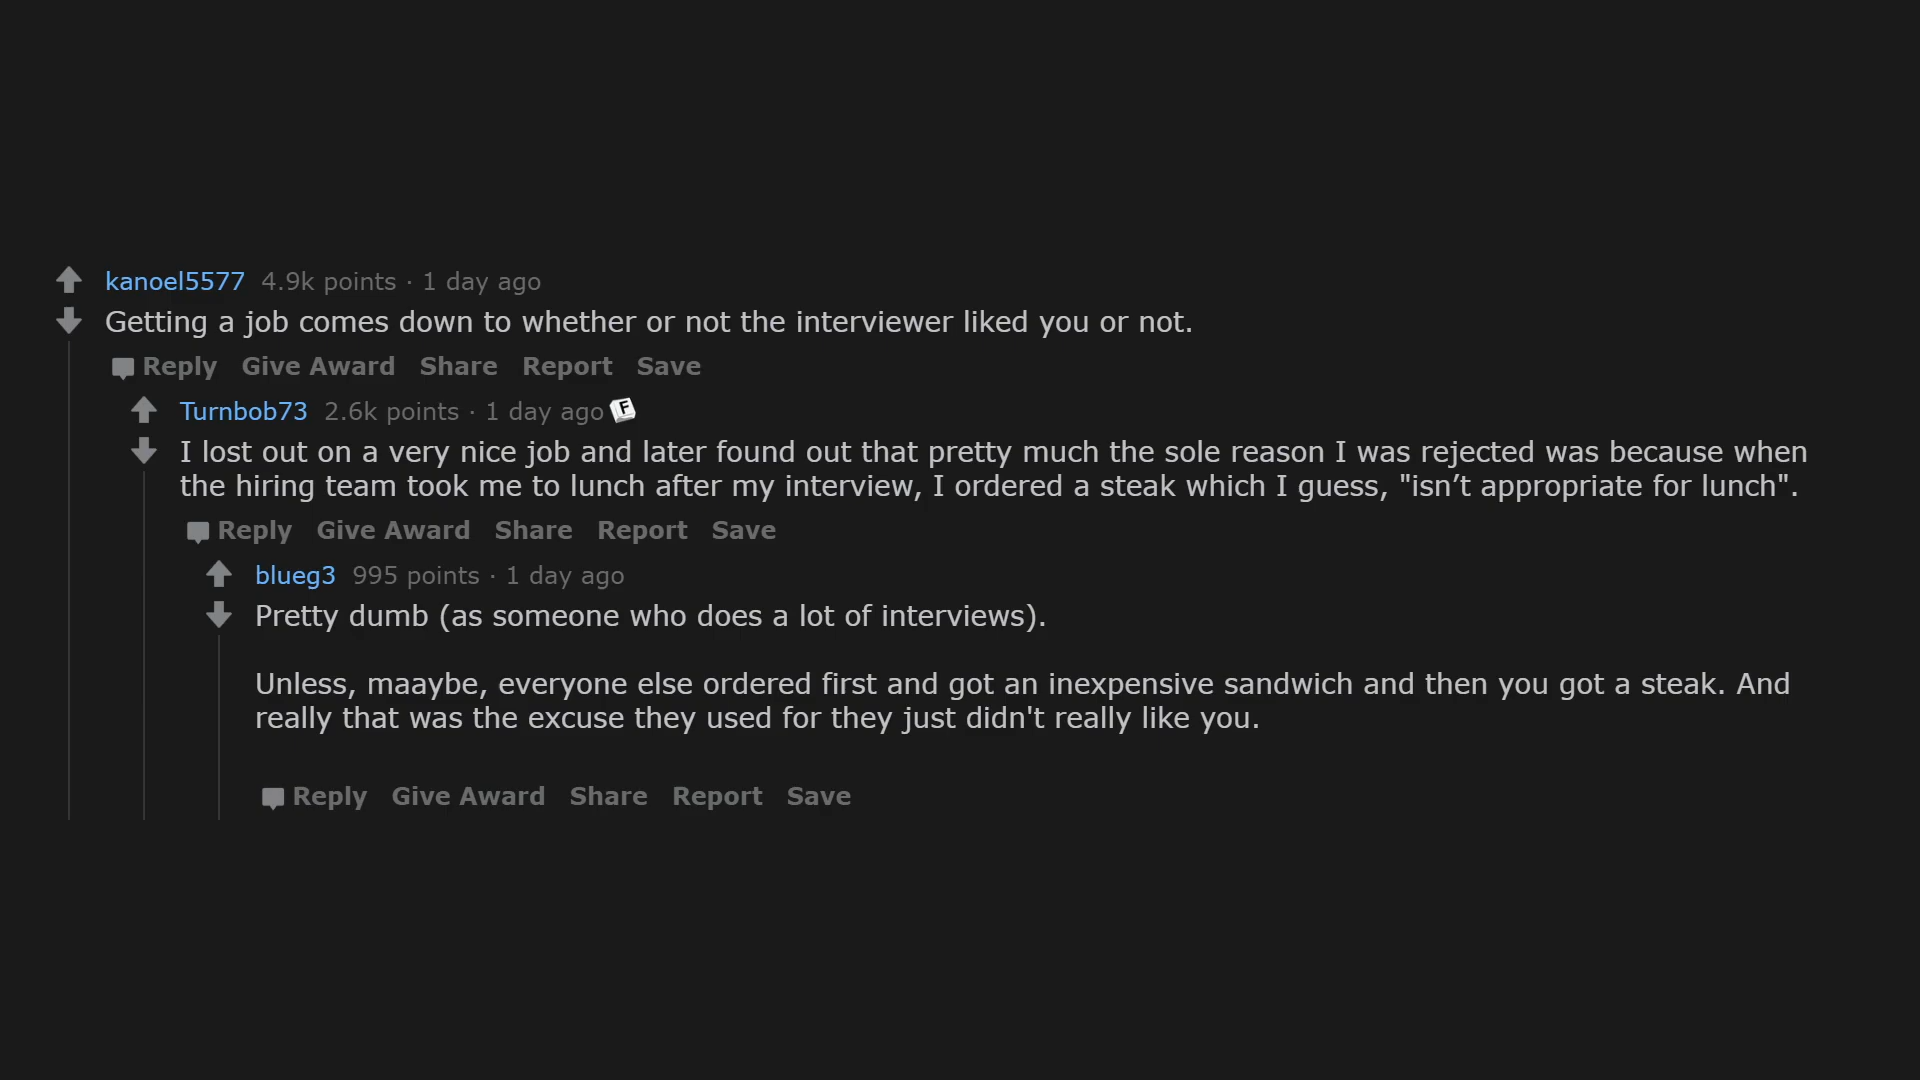 kanoel5577 4.9k points · 1 day ago
Getting a job comes down to whether or not the interviewer liked you or not.
Reply Give Award Share Report Save
Turnbob73 2.6k points · 1 day ago F
I lost out on a very nice job and later found out that pretty much the sole reason I was rejected was because when
the hiring team took me to lunch after my interview, I ordered a steak which I guess, "isn’t appropriate for lunch".
Reply Give Award Share Report Save
blueg3 995 points · 1 day ago
Pretty dumb (as someone who does a lot of interviews).
Unless, maaybe, everyone else ordered first and got an inexpensive sandwich and then you got a steak. And
really that was the excuse they used for they just didn't really like you.
Reply Give Award Share Report Save